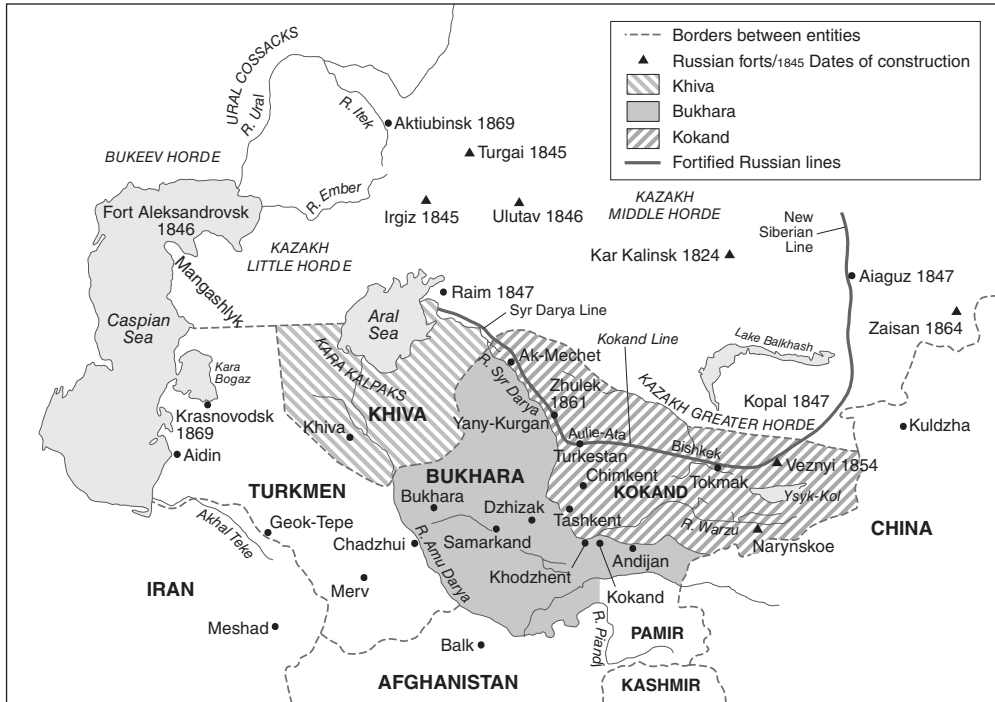 Borders between entities
Russian forts/1845 Dates of construction
Khiva
Bukhara
Kokand
Fortified Russian lines
URAL COSSACKS
R. Ural
R. Itek
Aktiubinsk 1869
Turgai 1845
BUKEEV HORDE
R. Ember
Irgiz 1845
Ulutav 1846
KAZAKH
MIDDLE HORDE
New
Siberian
Line
Fort Aleksandrovsk
1846
KAZAKH
LITTLE HORDE
Kar Kalinsk 1824
Aiaguz 1847
Mangashlyk
Raim 1847
Syr Darya Line
Zaisan 1864
Caspian
Sea
Aral
Sea
Kokand Line
Lake Balkhash
Kara
Bogaz
KARA KALPAKS
Ak-Mechet
R. Syr Darya
Zhulek
1861
KAZAKH GREATER HORDE
Kopal 1847
Krasnovodsk
1869
KHIVA
Khiva
Yany-Kurgan
Aulie-Ata
Bishkek
Kuldzha
Aidin
Turkestan
Veznyi 1854
Tokmak
BUKHARA
Chimkent
KOKAND
Ysyk-Kol
TURKMEN
Bukhara
Dzhizak
Tashkent
R. Warzu
CHINA
Akhal Teke
Geok-Tepe
Chadzhui
Samarkand
Narynskoe
R. Amu Darya
Khodzhent
Andijan
IRAN
Merv
Kokand
Meshad
R. Piandj
PAMIR
Balk
AFGHANISTAN
KASHMIR